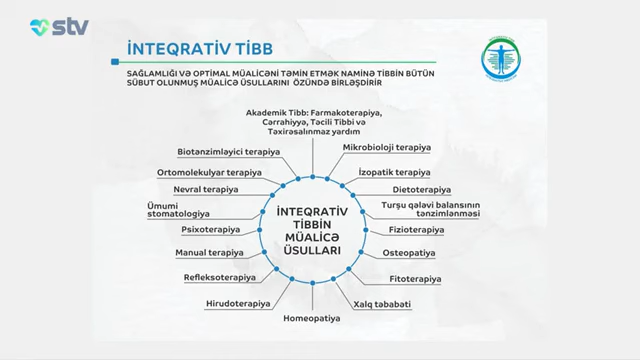 stv
İNTEQRATİV TİBB
SAĞLAMLIĞI VƏ OPTİMAL MÜALİCƏNİ TƏMİN ETMƏK NAMİNƏ TİBBİN BÜTÜN
SÜBUT OLUNMUŞ MÜALİCƏ ÜSULLARINI ÖZÜNDƏ BİRLƏŞDİRİR
Akademik Tibb: Farmakoterapiya,
Cərrahiyyə, Təcili Tibbi və
Təxirəsalınmaz yardım
Mikrobioloji terapiya
İzopatik terapiya
Dietoterapiya
Turşu qələvi balansının
tənzimlənməsi
Fizioterapiya
Osteopatiya
Fitoterapiya
Xalq təbabəti
Homeopatiya
Hirudoterapiya
Refleksoterapiya
Manual terapiya
Psixoterapiya
Ümumi
stomatologiya
Nevral terapiya
Ortomolekulyar terapiya
Biotənzimləyici terapiya
İNTEQRATİV
TİBBİN
MÜALİCƏ
ÜSULLARI